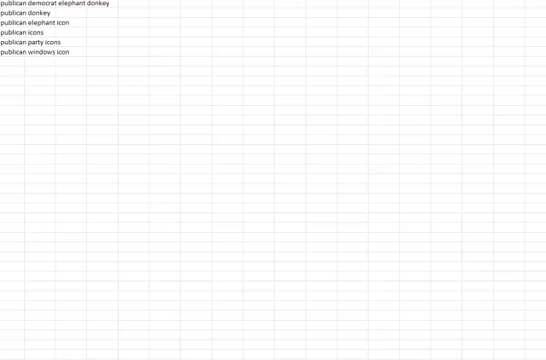 publican democrat elephant donkey
publican donkey
publican elephant icon
publican icons
publican party icons
publican windows icon